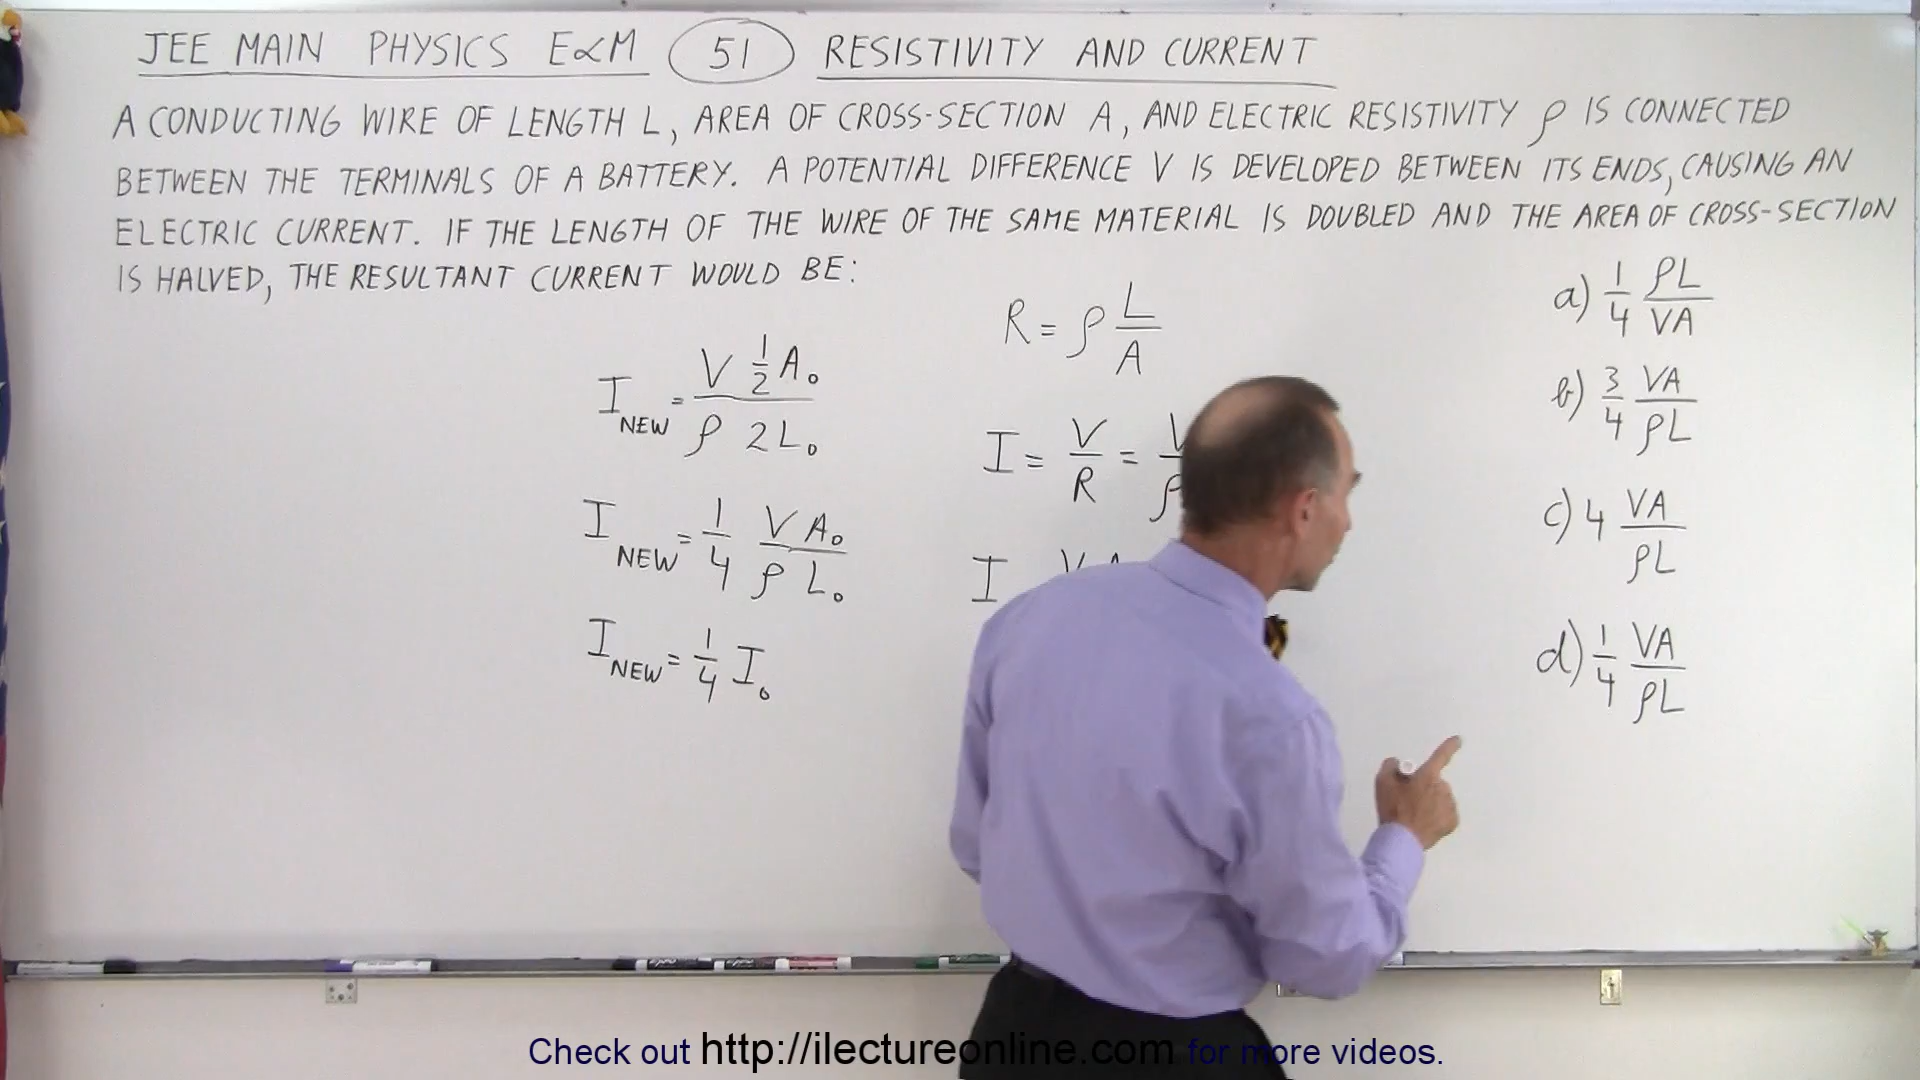 JEE MAIN PHYSICS E&M 51 RESISTIVITY AND CURRENT
A CONDUCTING WIRE OF LENGTH L, AREA OF CROSS-SECTION A, AND ELECTRIC RESISTIVITY ρ IS CONNECTED
BETWEEN THE TERMINALS OF A BATTERY. A POTENTIAL DIFFERENCE V IS DEVELOPED BETWEEN ITS ENDS, CAUSING AN
ELECTRIC CURRENT. IF THE LENGTH OF THE WIRE OF THE SAME MATERIAL IS DOUBLED AND THE AREA OF CROSS-SECTION
IS HALVED, THE RESULTANT CURRENT WOULD BE:
I_NEW = (V ½ A₀)/(ρ 2L₀)
I_NEW = 1/4 (V A₀)/(ρ L₀)
I_NEW = 1/4 I₀
R = ρ L/A
I = V/R = V/ρ
I V A
a) 1/4 ρL/VA
b) 3/4 VA/ρL
c) 4 VA/ρL
d) 1/4 VA/ρL
Check out http://ilectureonline.com for more videos.